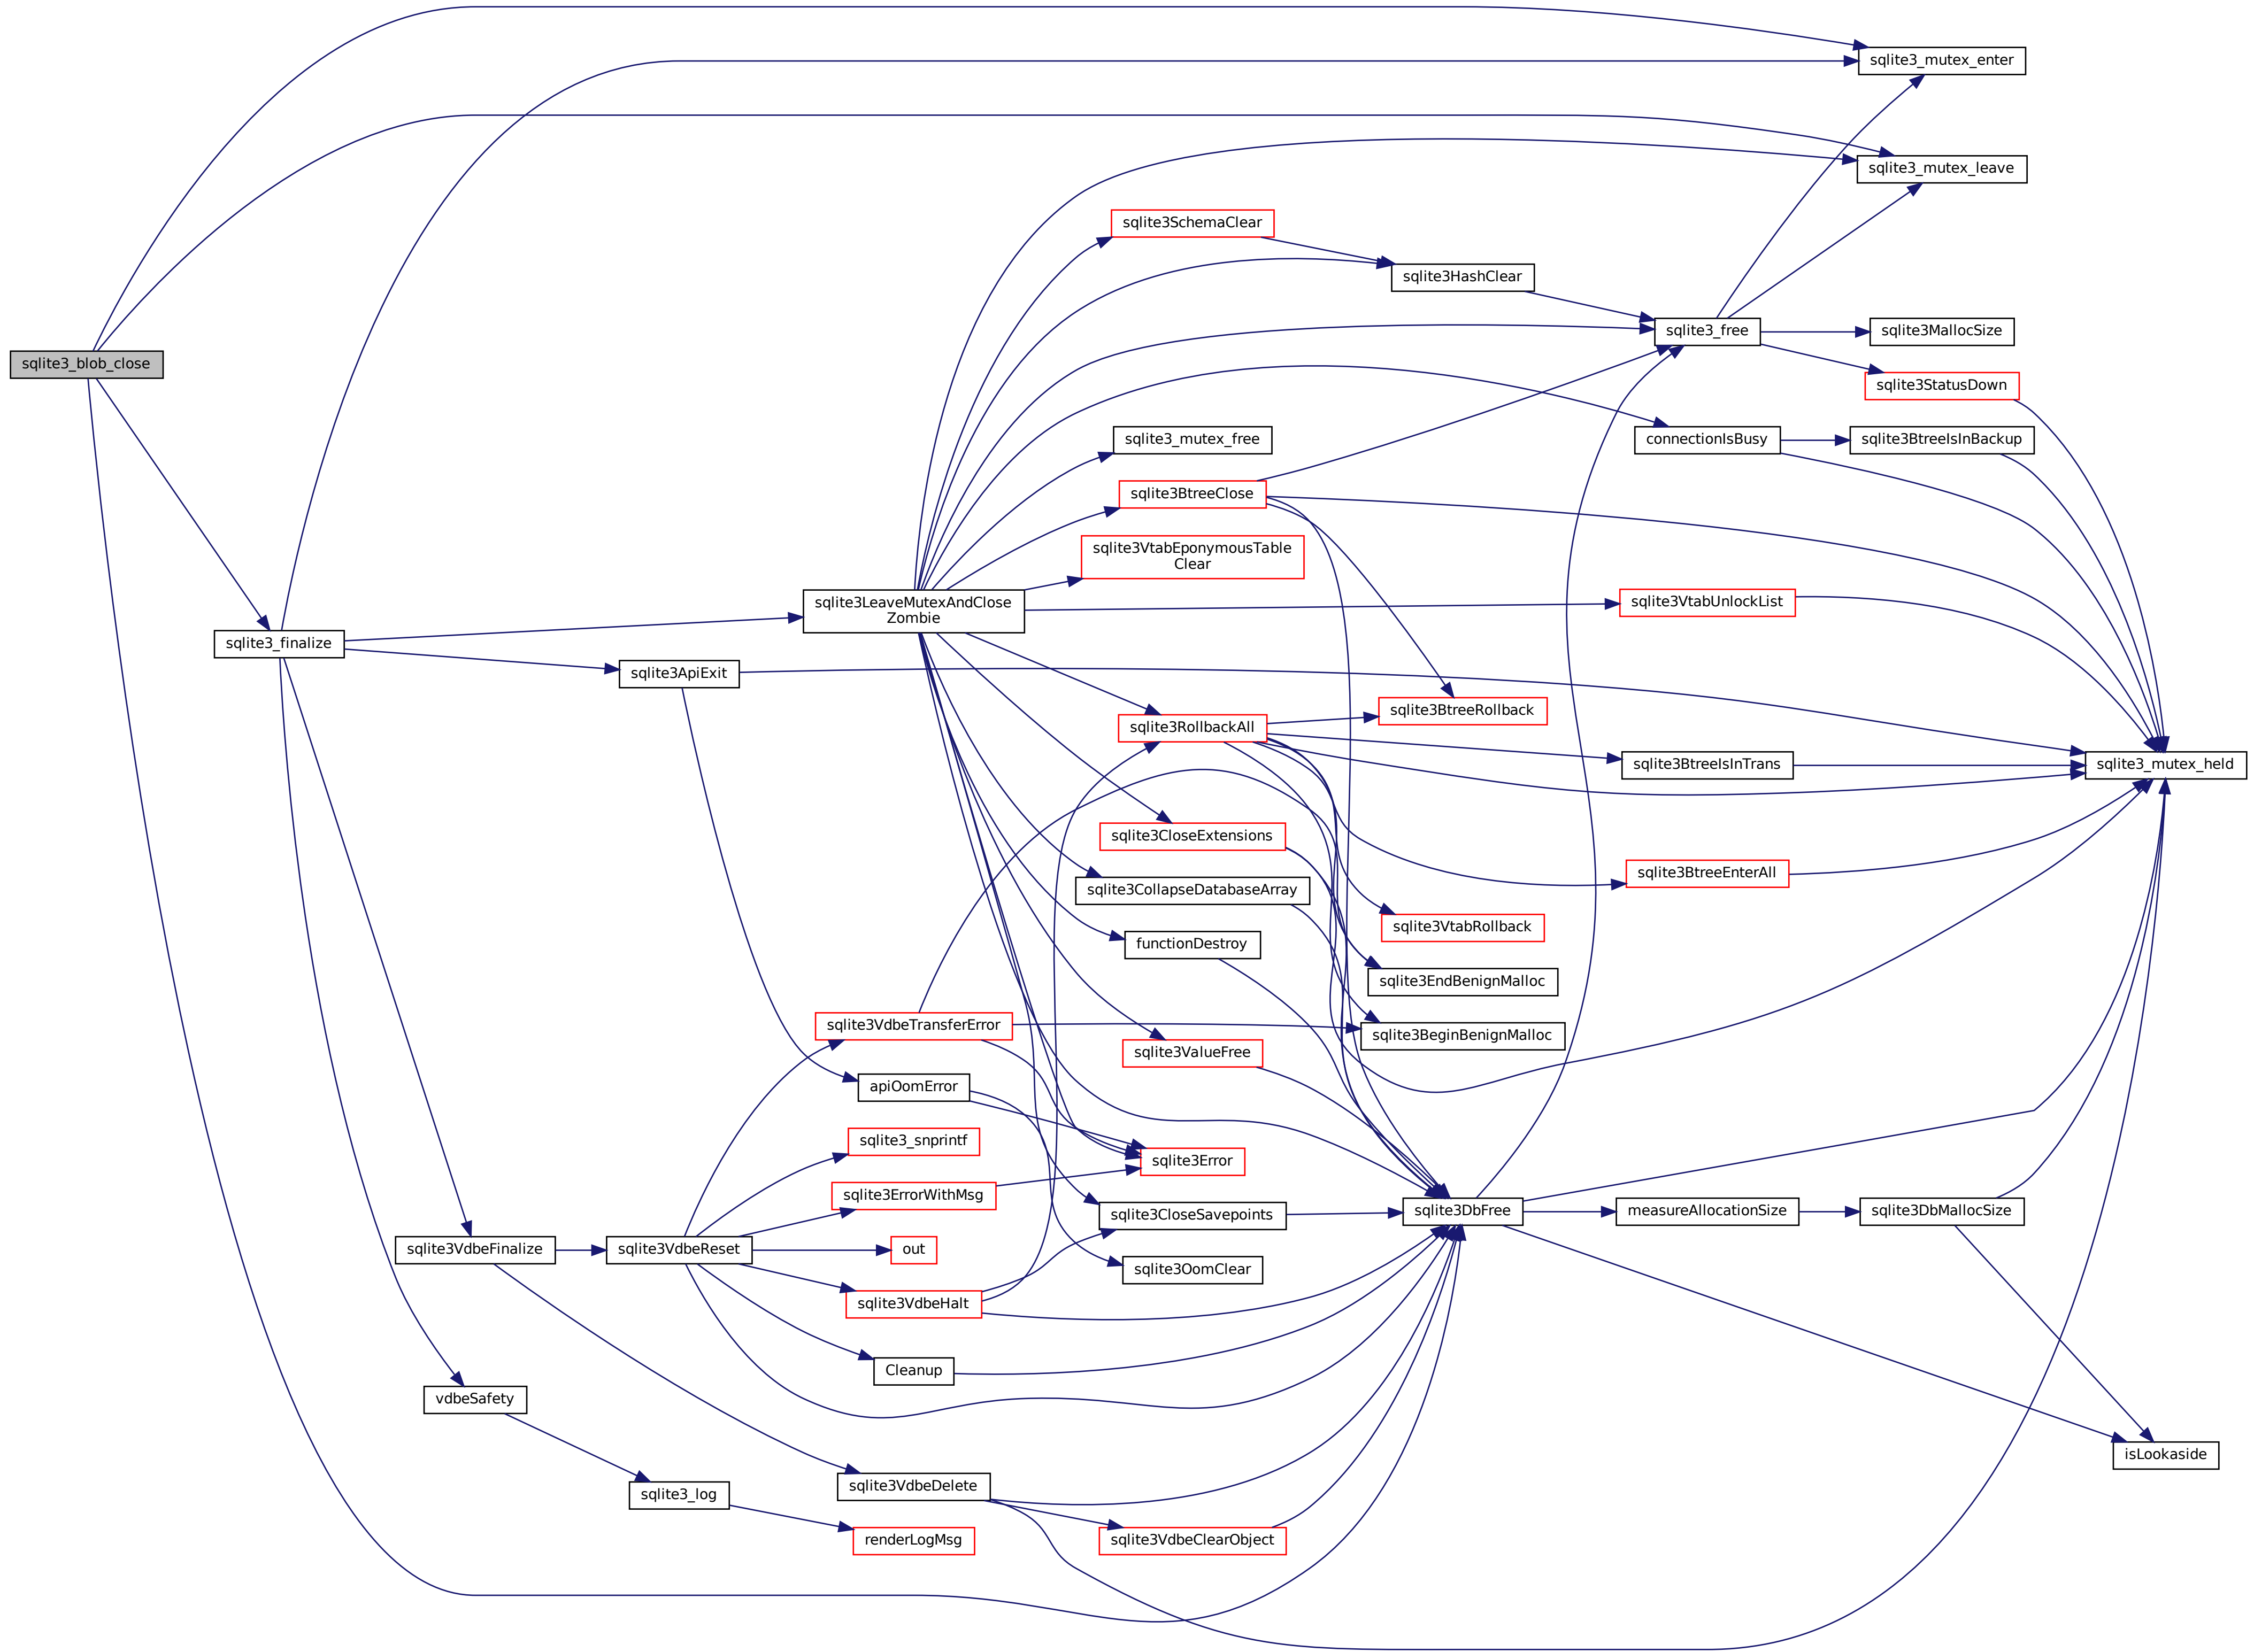 sqlite3_mutex_enter
sqlite3_mutex_leave
sqlite3SchemaClear
sqlite3HashClear
sqlite3_free
sqlite3MallocSize
sqlite3_blob_close
sqlite3StatusDown
sqlite3_mutex_free
connectionIsBusy
sqlite3BtreeIsInBackup
sqlite3BtreeClose
sqlite3VtabEponymousTable
Clear
sqlite3LeaveMutexAndClose
Zombie
sqlite3VtabUnlockList
sqlite3_finalize
sqlite3ApiExit
sqlite3BtreeRollback
sqlite3RollbackAll
sqlite3BtreeIsInTrans
sqlite3_mutex_held
sqlite3CloseExtensions
sqlite3BtreeEnterAll
sqlite3CollapseDatabaseArray
sqlite3VtabRollback
functionDestroy
sqlite3EndBenignMalloc
sqlite3VdbeTransferError
sqlite3BeginBenignMalloc
sqlite3ValueFree
apiOomError
sqlite3_snprintf
sqlite3Error
sqlite3ErrorWithMsg
sqlite3CloseSavepoints
sqlite3DbFree
measureAllocationSize
sqlite3DbMallocSize
sqlite3VdbeFinalize
sqlite3VdbeReset
out
sqlite3OomClear
sqlite3VdbeHalt
Cleanup
vdbeSafety
isLookaside
sqlite3_log
sqlite3VdbeDelete
renderLogMsg
sqlite3VdbeClearObject